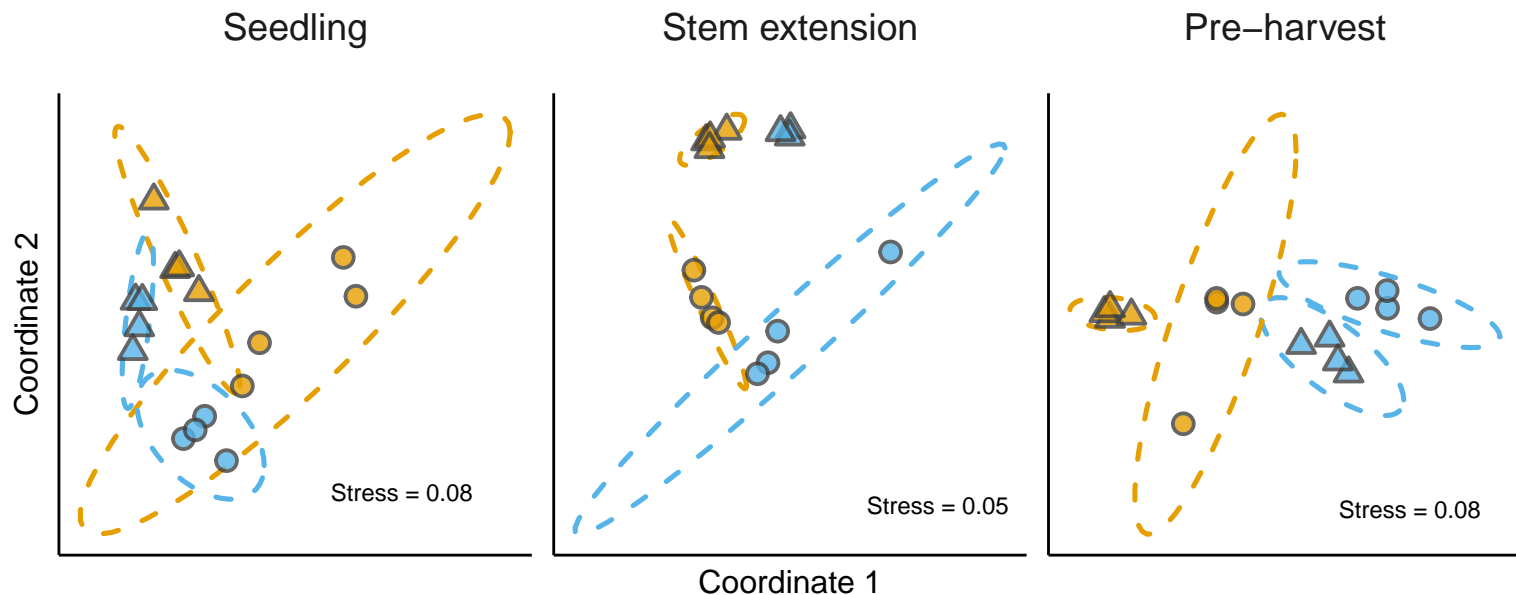 Seedling
Stem extension
Pre−harvest
Coordinate 2
Stress = 0.08
Stress = 0.05
Stress = 0.08
Coordinate 1